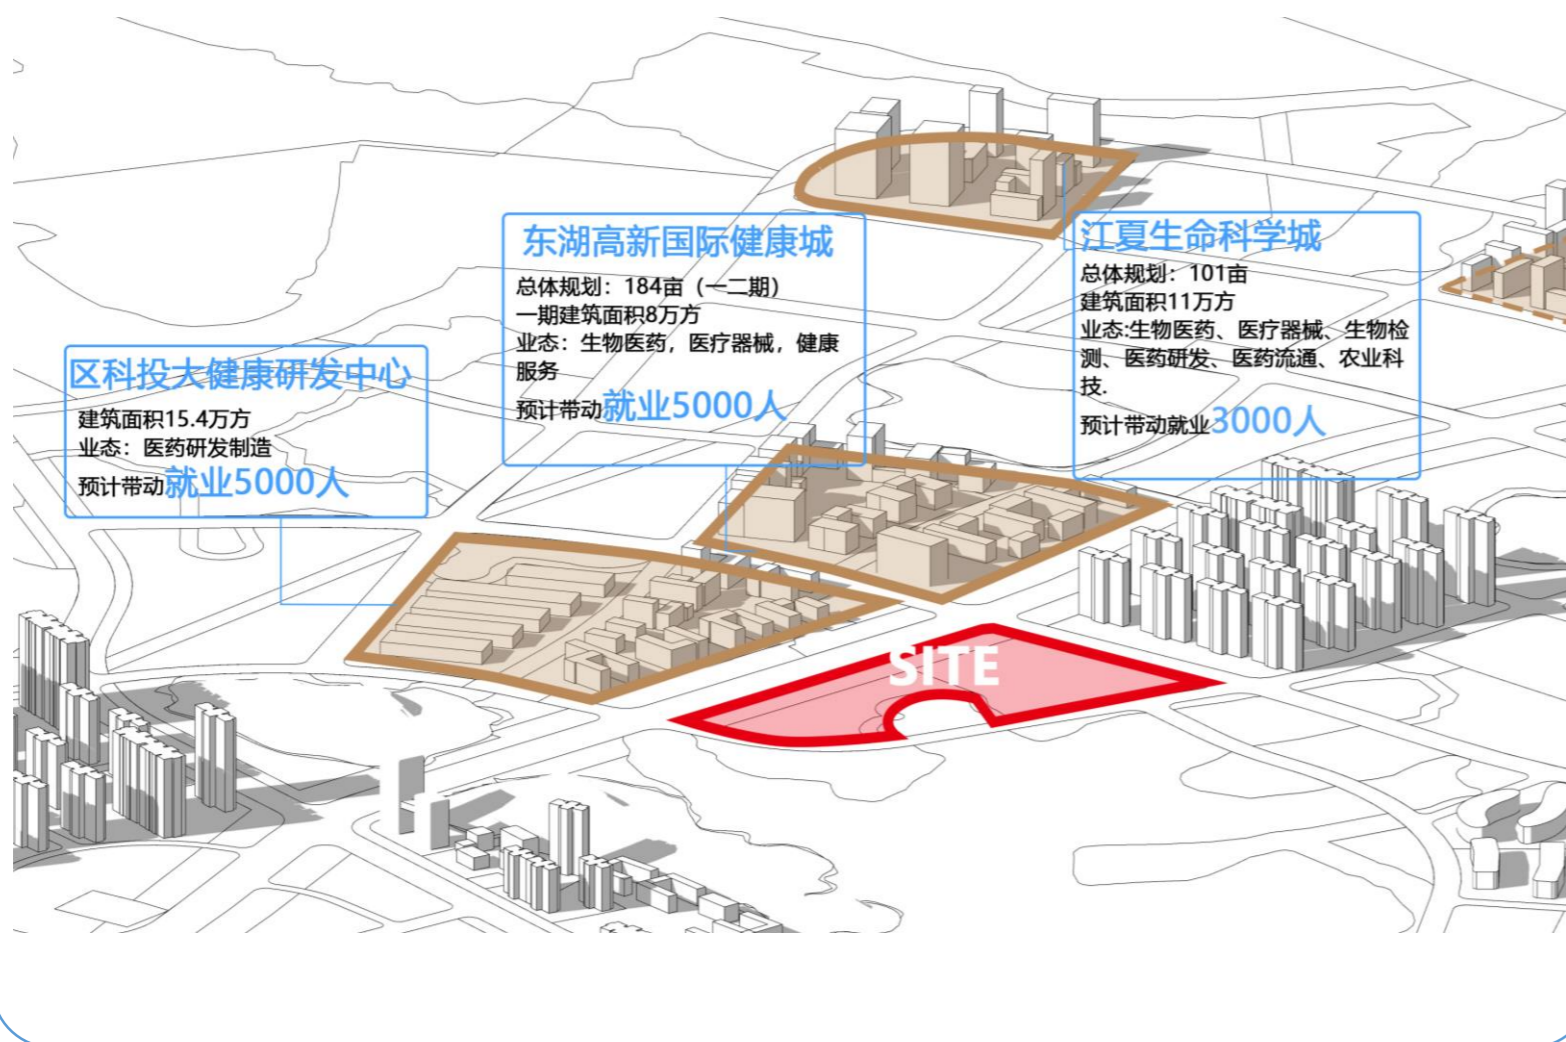 东湖高新国际健康城
总体规划：184亩（一二期）
一期建筑面积8万方
业态：生物医药，医疗器械，健康
服务
预计带动就业5000人
江夏生命科学城
总体规划：101亩
建筑面积11万方
业态:生物医药、医疗器械、生物检
测、医药研发、医药流通、农业科
技.
预计带动就业3000人
区科投大健康研发中心
建筑面积15.4万方
业态：医药研发制造
预计带动就业5000人
SITE